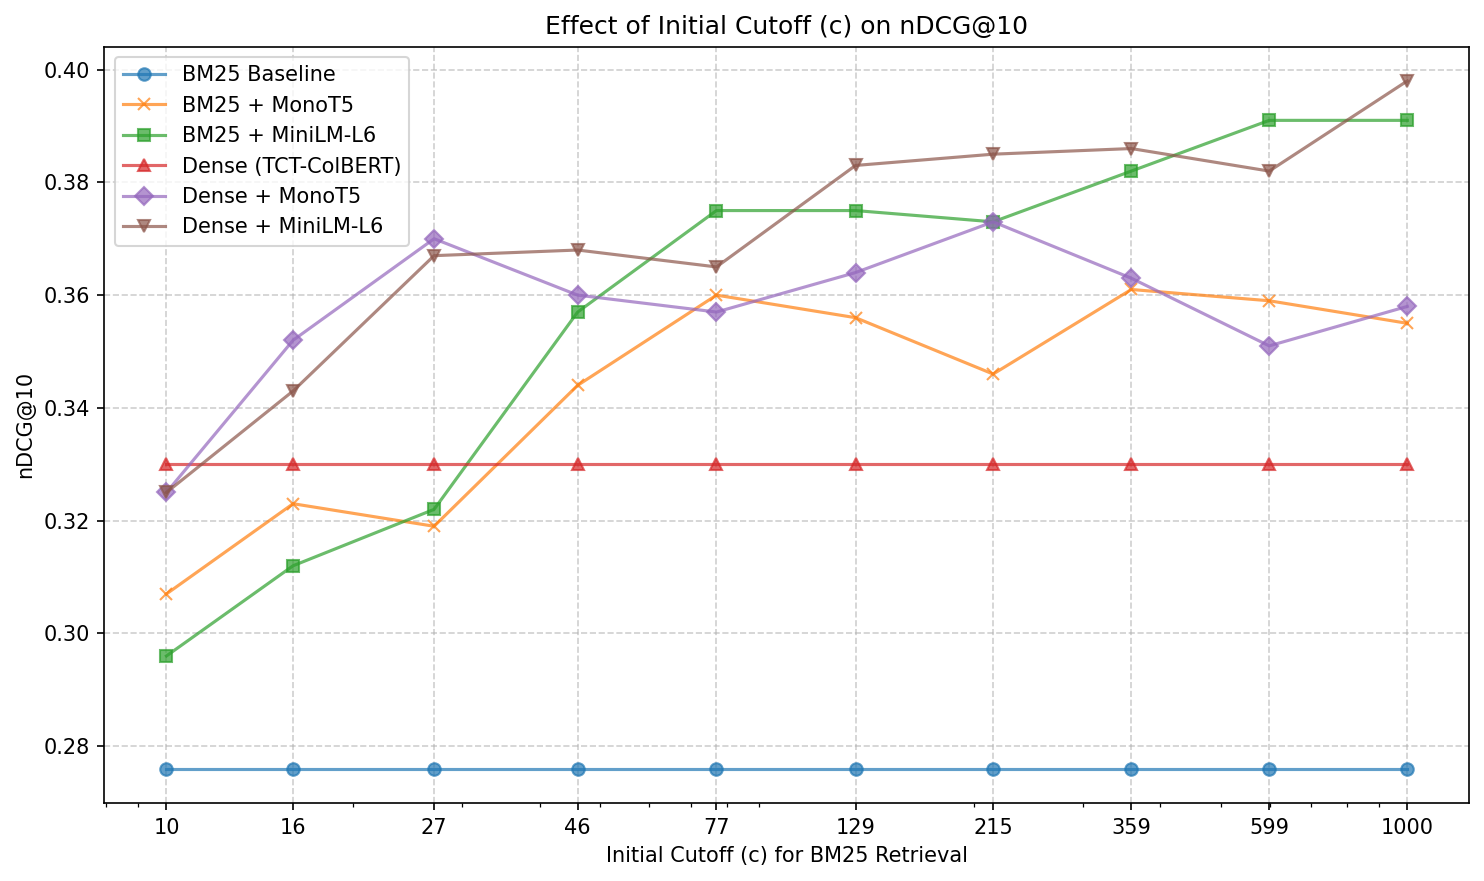 Effect of Initial Cutoff (c) on nDCG@10
BM25 Baseline
BM25 + MonoT5
BM25 + MiniLM-L6
Dense (TCT-ColBERT)
Dense + MonoT5
Dense + MiniLM-L6
nDCG@10
0.40
0.38
0.36
0.34
0.32
0.30
0.28
10 16 27 46 77 129 215 359 599 1000
Initial Cutoff (c) for BM25 Retrieval